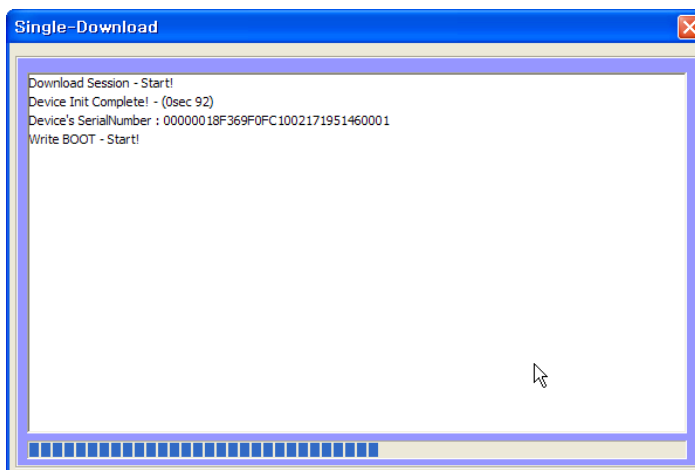 Single-Download
Download Session - Start!
Device Init Complete! - (0sec 92)
Device's SerialNumber : 00000018F369F0FC1002171951460001
Write BOOT - Start!